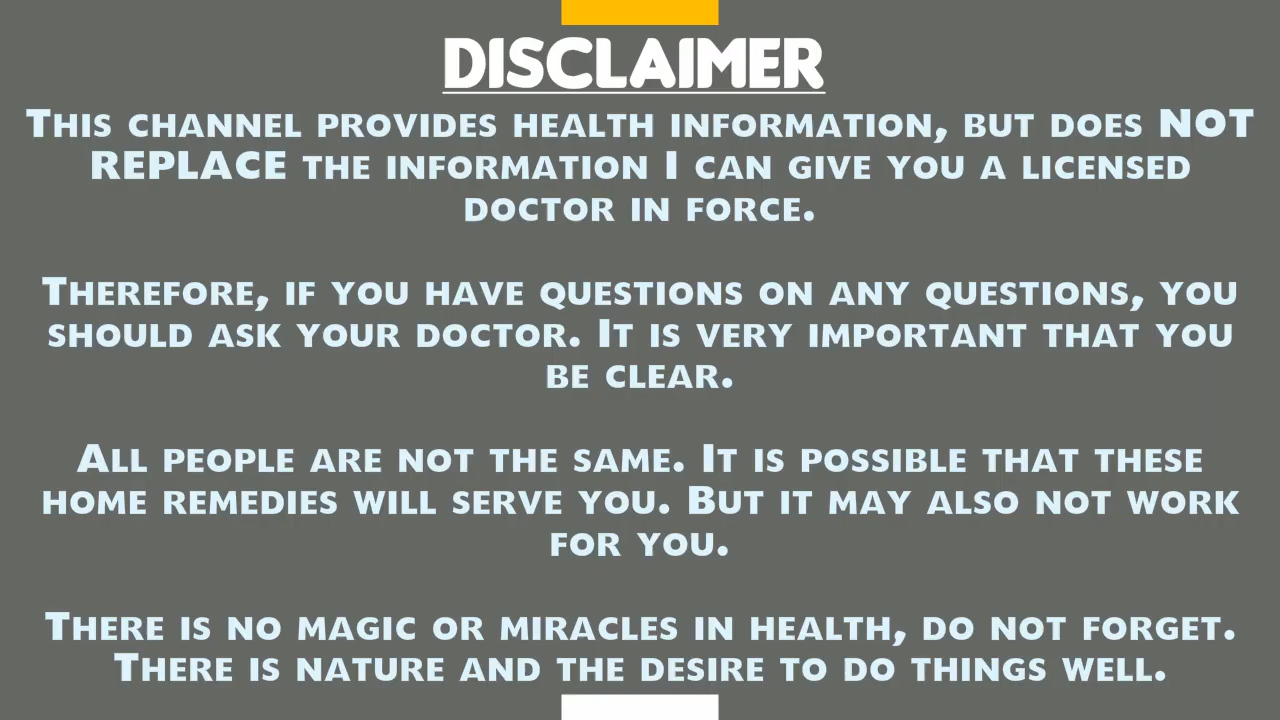 DISCLAIMER
THIS CHANNEL PROVIDES HEALTH INFORMATION, BUT DOES NOT
REPLACE THE INFORMATION I CAN GIVE YOU A LICENSED
DOCTOR IN FORCE.
THEREFORE, IF YOU HAVE QUESTIONS ON ANY QUESTIONS, YOU
SHOULD ASK YOUR DOCTOR. IT IS VERY IMPORTANT THAT YOU
BE CLEAR.
ALL PEOPLE ARE NOT THE SAME. IT IS POSSIBLE THAT THESE
HOME REMEDIES WILL SERVE YOU. BUT IT MAY ALSO NOT WORK
FOR YOU.
THERE IS NO MAGIC OR MIRACLES IN HEALTH, DO NOT FORGET.
THERE IS NATURE AND THE DESIRE TO DO THINGS WELL.